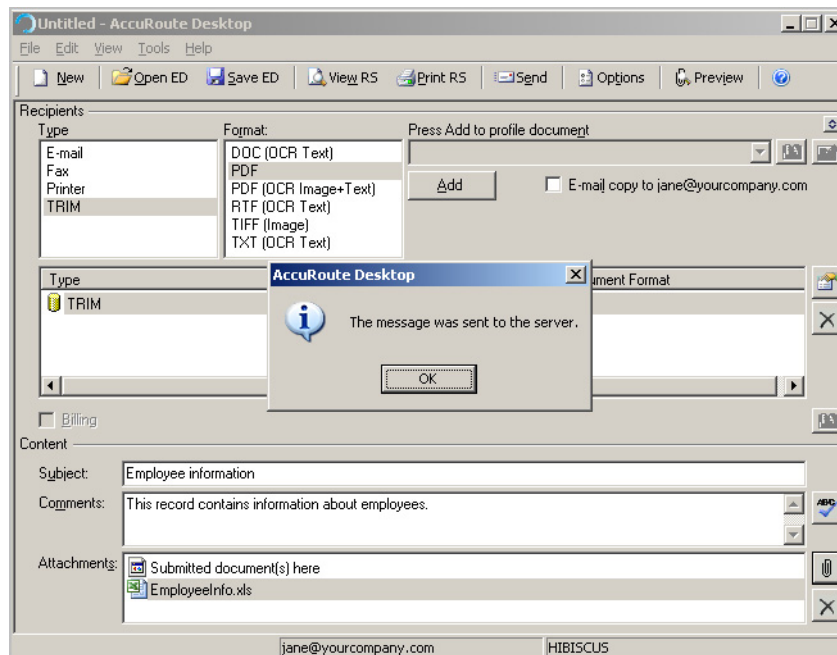 Untitled - AccuRoute Desktop
File Edit View Tools Help
New Open ED Save ED View RS Print RS Send Options Preview
Recipients
Type Format: Press Add to profile document
E-mail
Fax
Printer
TRIM
DOC (OCR Text)
PDF
PDF (OCR Image+Text)
RTF (OCR Text)
TIFF (Image)
TXT (OCR Text)
Add E-mail copy to jane@yourcompany.com
Type ument Format
TRIM
AccuRoute Desktop
The message was sent to the server.
OK
Billing
Content
Subject: Employee information
Comments: This record contains information about employees.
ABC
Attachments: Submitted document(s) here
EmployeeInfo.xls
jane@yourcompany.com HIBISCUS